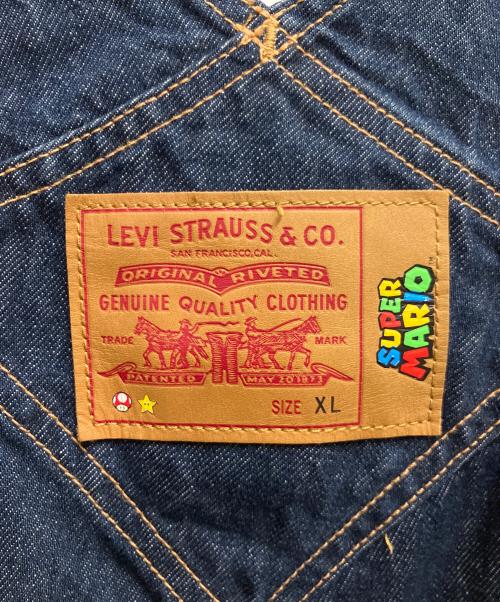 LEVI STRAUSS & CO.
SAN FRANCISCO, CAL.
ORIGINAL RIVETED
GENUINE QUALITY CLOTHING
TRADE MARK
PATENTED MAY 20 1873
SIZE XL
SUPER
MARIO™